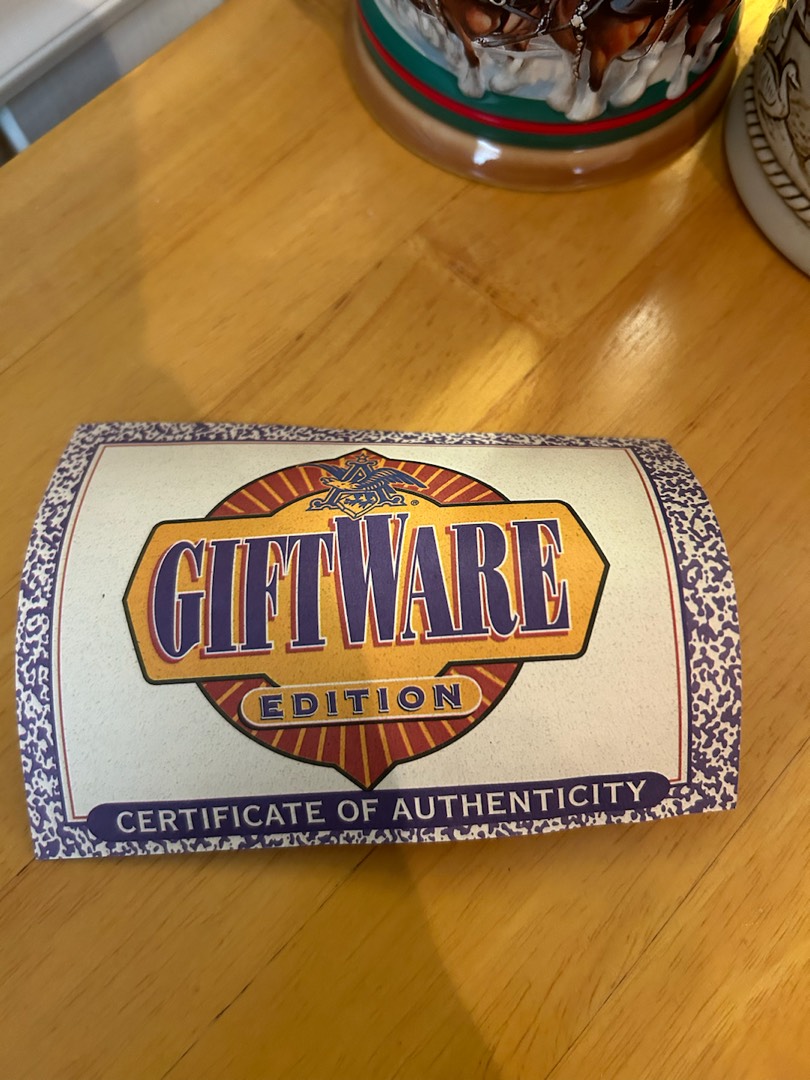 GIFTWARE
EDITION
CERTIFICATE OF AUTHENTICITY